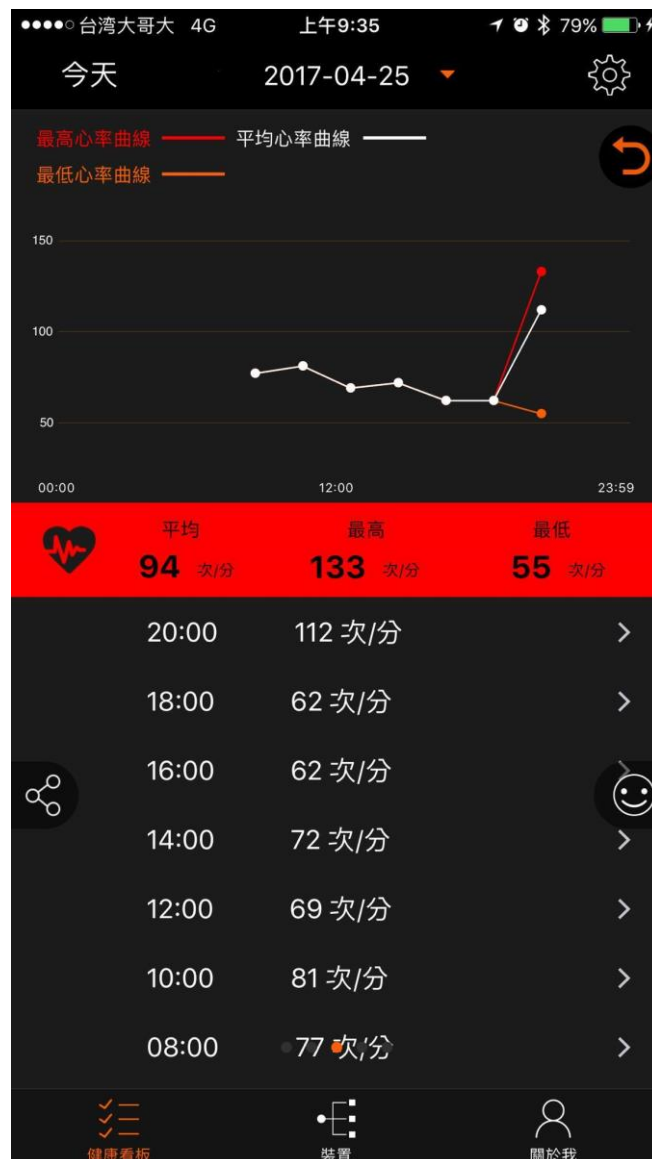 台湾大哥大 4G 上午9:35 79%
今天 2017-04-25
最高心率曲線 平均心率曲線
最低心率曲線
150
100
50
00:00 12:00 23:59
平均 最高 最低
94 次/分 133 次/分 55 次/分
20:00 112 次/分
18:00 62 次/分
16:00 62 次/分
14:00 72 次/分
12:00 69 次/分
10:00 81 次/分
08:00 77 次/分
健康看板 裝置 關於我